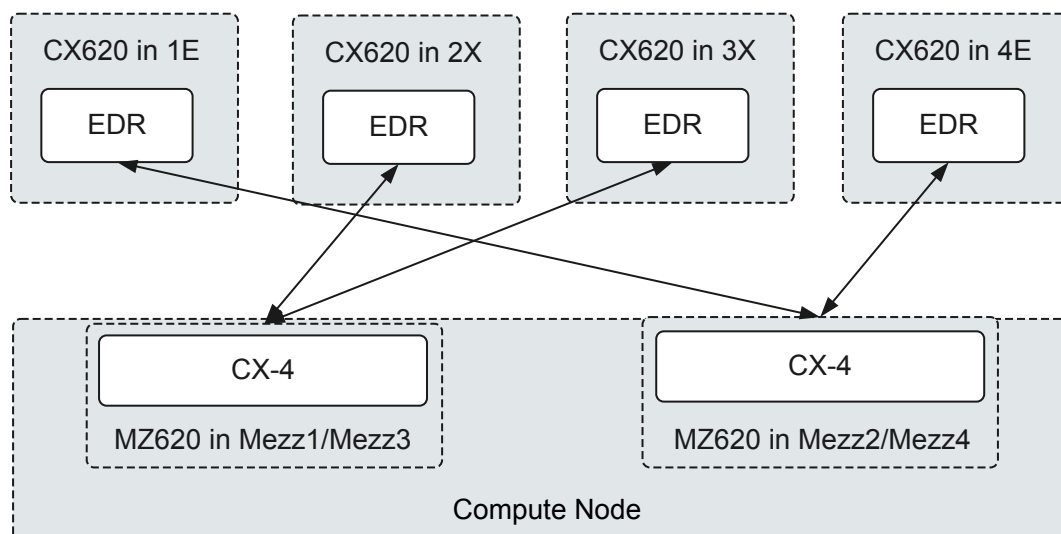 CX620 in 1E
CX620 in 2X
CX620 in 3X
CX620 in 4E
EDR
EDR
EDR
EDR
CX-4
CX-4
MZ620 in Mezz1/Mezz3
MZ620 in Mezz2/Mezz4
Compute Node